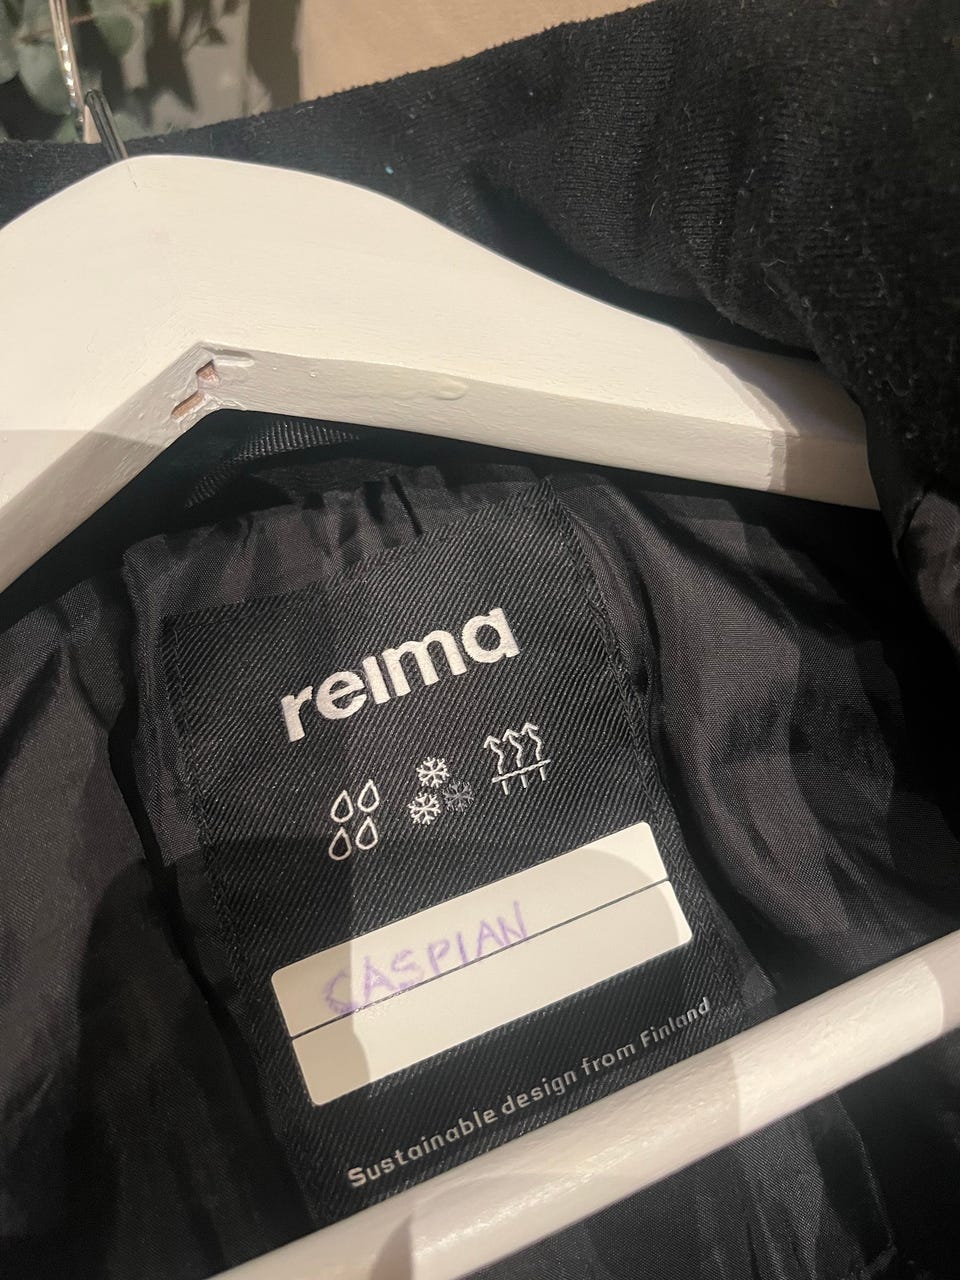 reima
CASPIAN
Sustainable design from Finland